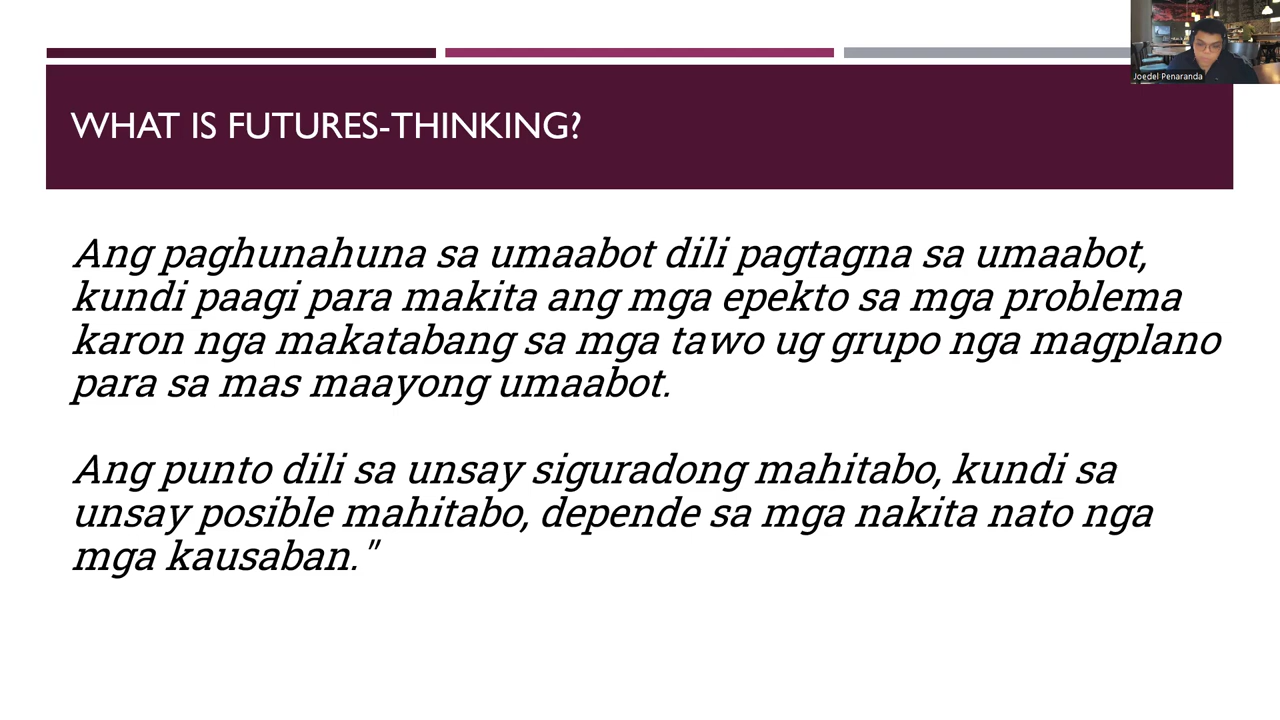 Joedel Penaranda
WHAT IS FUTURES-THINKING?
Ang paghunahuna sa umaabot dili pagtagna sa umaabot,
kundi paagi para makita ang mga epekto sa mga problema
karon nga makatabang sa mga tawo ug grupo nga magplano
para sa mas maayong umaabot.
Ang punto dili sa unsay siguradong mahitabo, kundi sa
unsay posible mahitabo, depende sa mga nakita nato nga
mga kausaban."